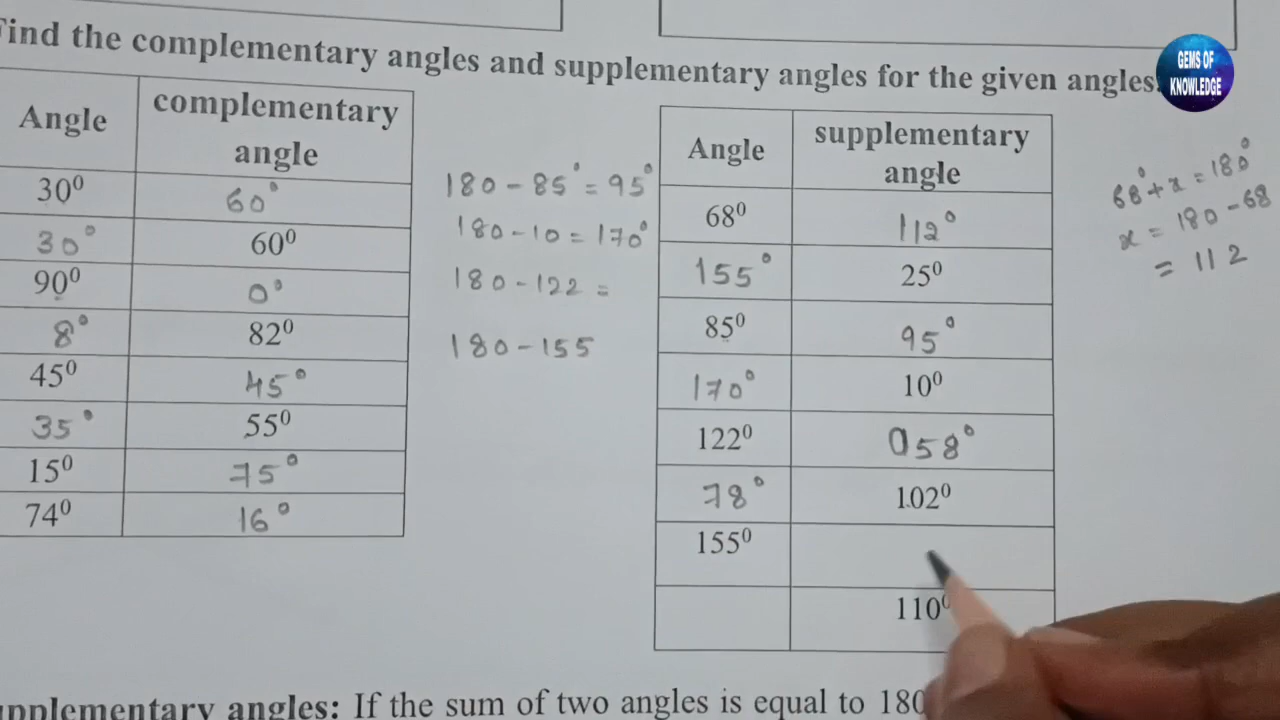 Find the complementary angles and supplementary angles for the given angles.
GEMS OF
KNOWLEDGE
Angle complementary angle
30⁰ 60°
30° 60⁰
90⁰ 0°
8° 82⁰
45⁰ 45°
35° 55⁰
15⁰ 75°
74⁰ 16°
180 - 85° = 95°
180 - 10 = 170°
180 - 122 =
180 - 155
Angle supplementary angle
68⁰ 112°
155° 25⁰
85⁰ 95°
170° 10⁰
122⁰ 058°
78° 102⁰
155⁰
110⁰
68° + x = 180°
x = 180 - 68
= 112
upplementary angles: If the sum of two angles is equal to 180